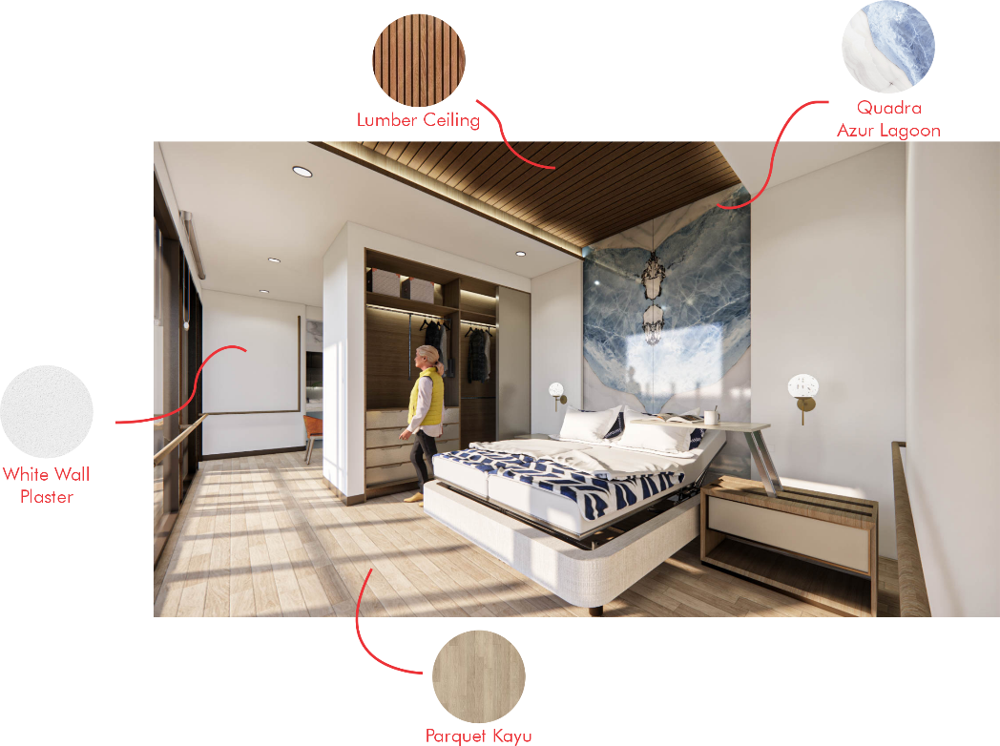 Lumber Ceiling
Quadra
Azur Lagoon
White Wall
Plaster
Parquet Kayu